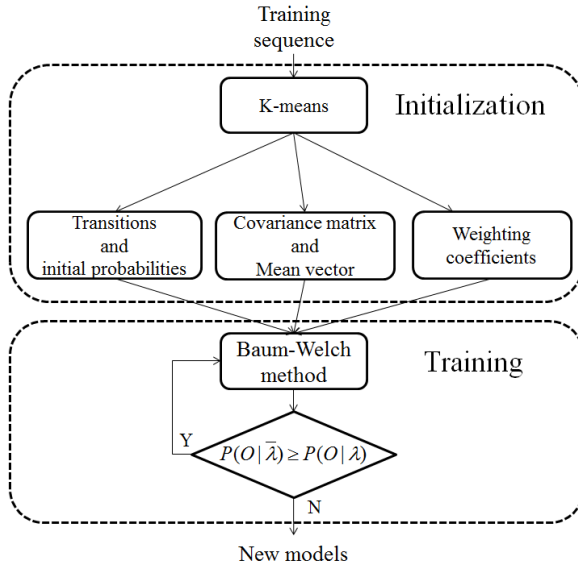 Training
sequence
K-means
Initialization
Transitions
and
initial probabilities
Covariance matrix
and
Mean vector
Weighting
coefficients
Baum-Welch
method
Training
Y
P(O | λ̅) ≥ P(O | λ)
N
New models